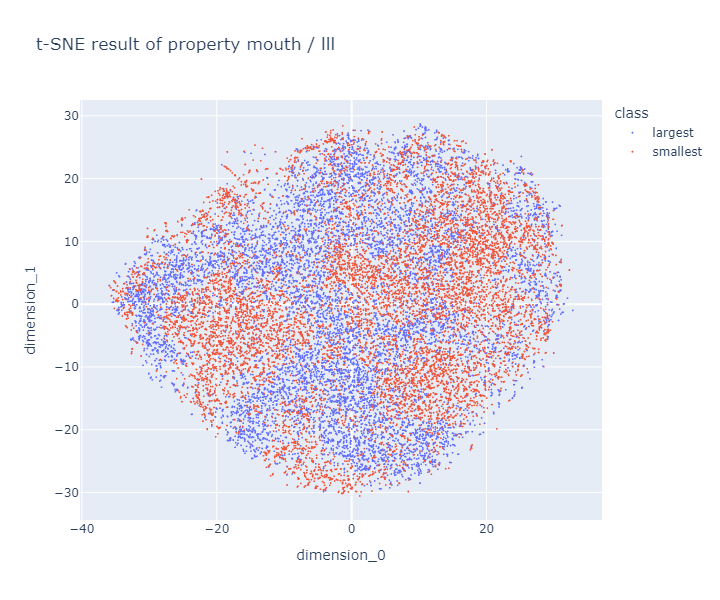 t-SNE result of property mouth / lll
class
largest
smallest
dimension_1
30
20
10
0
−10
−20
−30
−40
−20
0
20
dimension_0